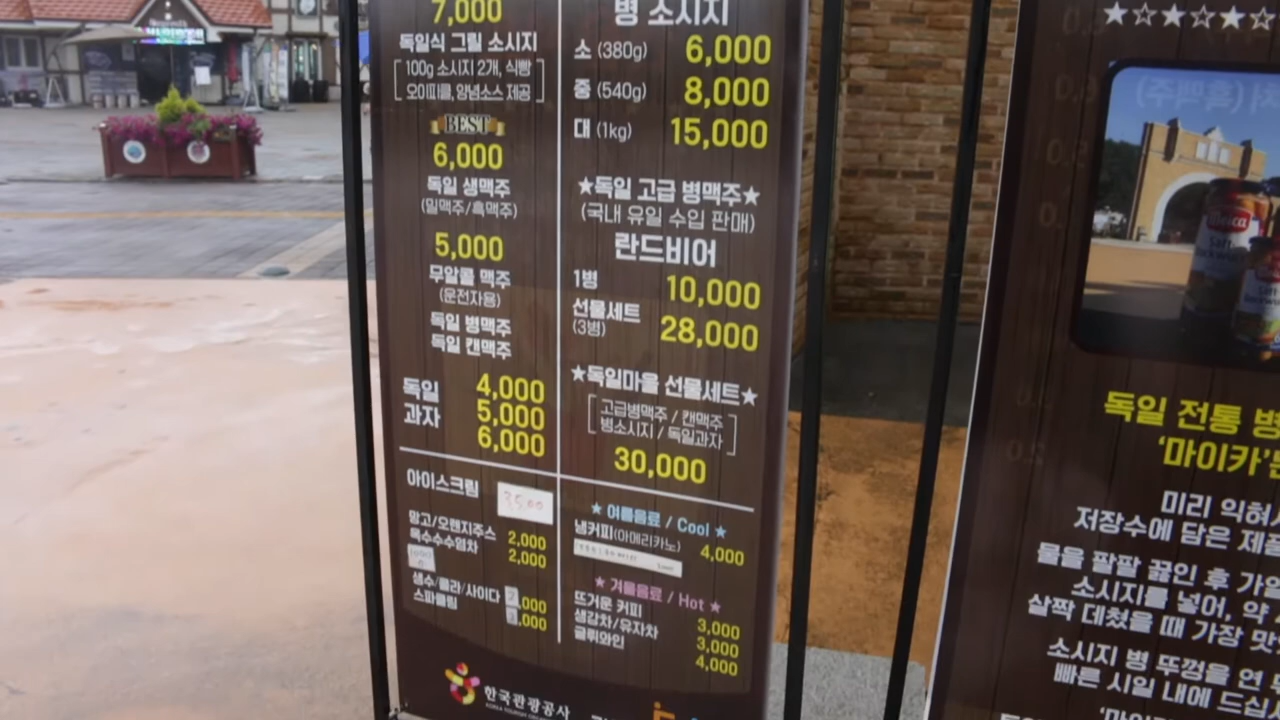 7,000
독일식 그릴 소시지
100g 소시지 2개, 식빵
오이피클, 양념소스 제공
BEST
6,000
독일 생맥주
(밀맥주/흑맥주)
5,000
무알콜 맥주
(운전자용)
독일 병맥주
독일 캔맥주
독일 과자
4,000
5,000
6,000
아이스크림 3500
망고/오렌지주스 2,000
옥수수수염차 2,000
생수/콜라/사이다 ,000
스파클링 ,000
한국관광공사
병 소시지
소 (380g) 6,000
중 (540g) 8,000
대 (1kg) 15,000
★독일 고급 병맥주★
(국내 유일 수입 판매)
란드비어
1병 10,000
선물세트
(3병) 28,000
★독일마을 선물세트★
고급병맥주 / 캔맥주
병소시지 / 독일과자
30,000
★ 여름음료 / Cool ★
냉커피(아메리카노) 4,000
★ 겨울음료 / Hot ★
뜨거운 커피 3,000
생강차/유자차 3,000
글뤼와인 4,000
★☆★☆★☆
독일 전통 병
'마이카'는
미리 익혀
저장수에 담은 제품
물을 팔팔 끓인 후 가열
소시지를 넣어, 약
살짝 데쳤을 때 가장 맛
소시지 병 뚜껑을 연
빠른 시일 내에 드십시